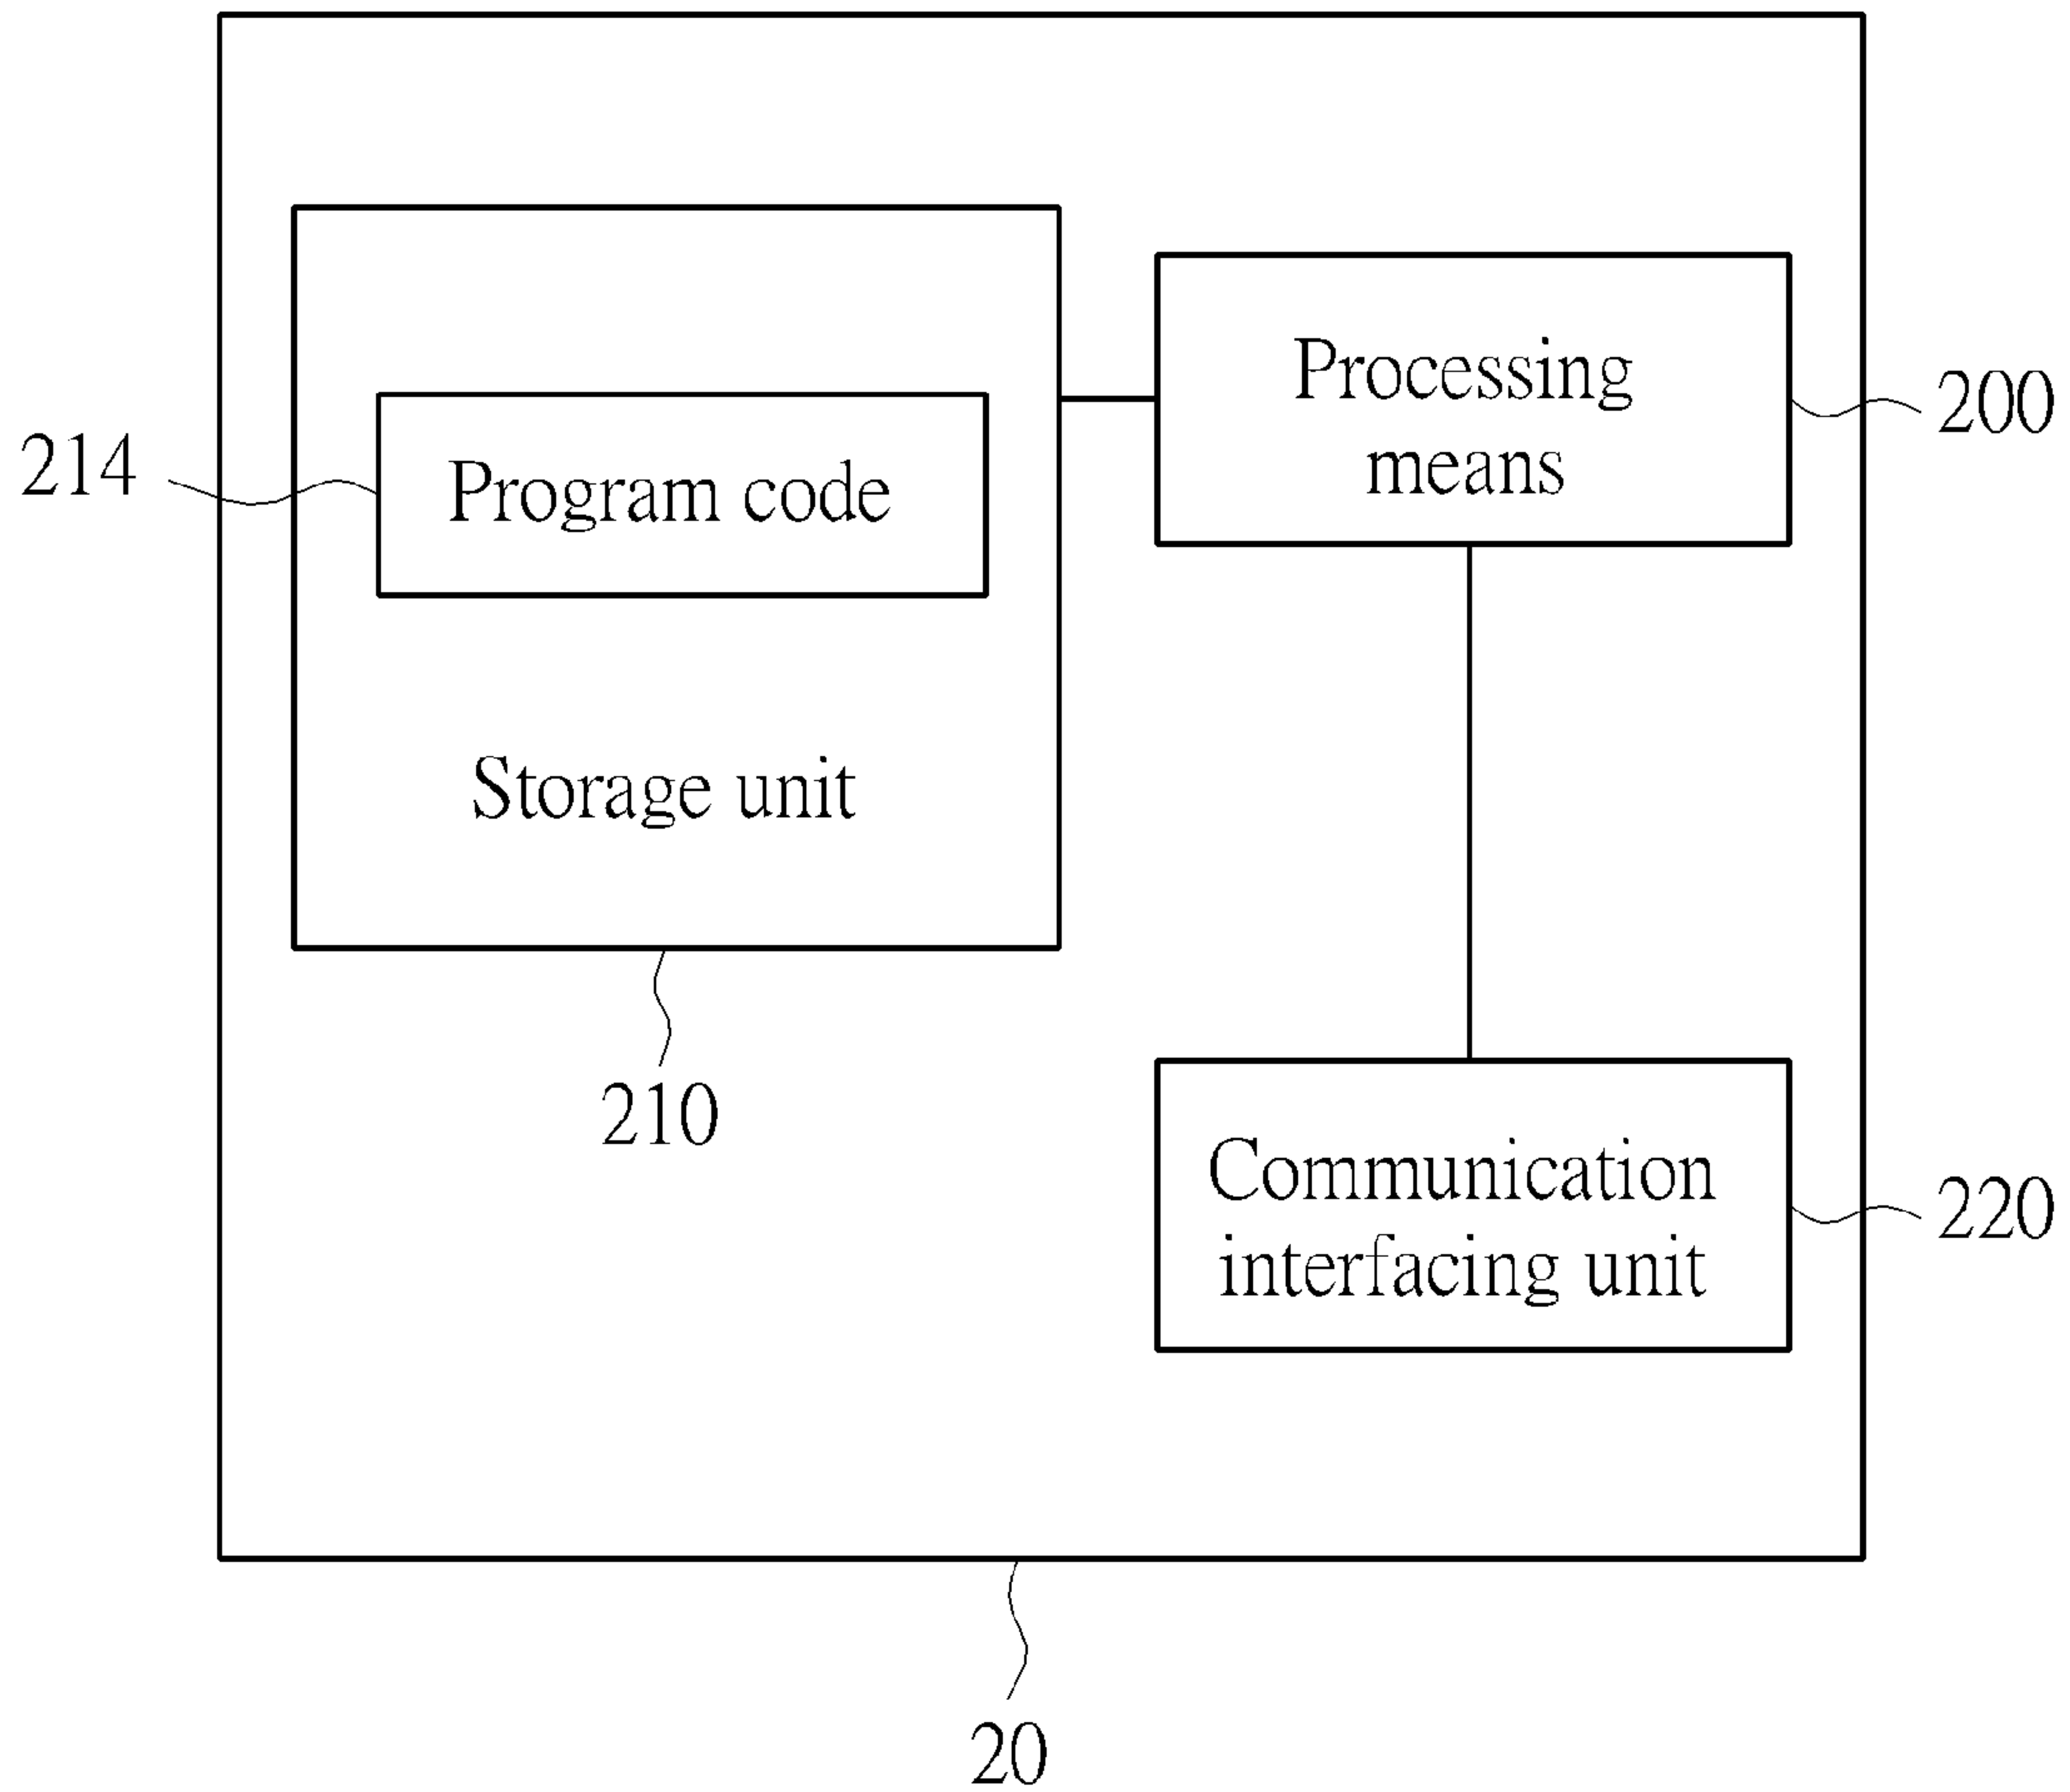 Processing
means
200
214
Program code
Storage unit
210
Communication
interfacing unit
220
20